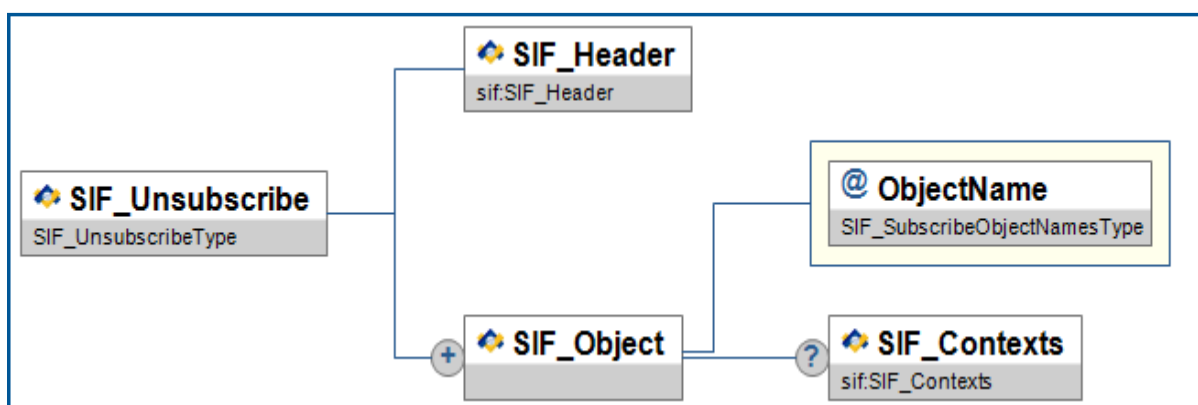 SIF_Header
sif:SIF_Header
SIF_Unsubscribe
SIF_UnsubscribeType
@ ObjectName
SIF_SubscribeObjectNamesType
+
SIF_Object
?
SIF_Contexts
sif:SIF_Contexts